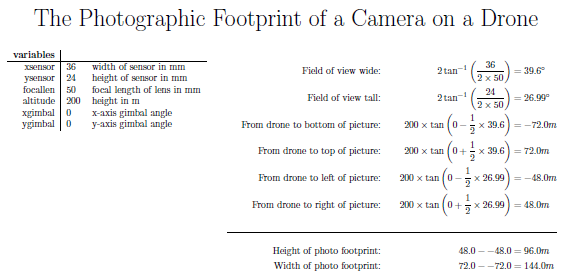 The Photographic Footprint of a Camera on a Drone
variables
xsensor 36 width of sensor in mm
ysensor 24 height of sensor in mm
focallen 50 focal length of lens in mm
altitude 200 height in m
xgimbal 0 x-axis gimbal angle
ygimbal 0 y-axis gimbal angle
Field of view wide: 2 tan⁻¹ (36 / 2 × 50) = 39.6°
Field of view tall: 2 tan⁻¹ (24 / 2 × 50) = 26.99°
From drone to bottom of picture: 200 × tan (0 − 1/2 × 39.6) = −72.0m
From drone to top of picture: 200 × tan (0 + 1/2 × 39.6) = 72.0m
From drone to left of picture: 200 × tan (0 − 1/2 × 26.99) = −48.0m
From drone to right of picture: 200 × tan (0 + 1/2 × 26.99) = 48.0m
Height of photo footprint: 48.0 − −48.0 = 96.0m
Width of photo footprint: 72.0 − −72.0 = 144.0m